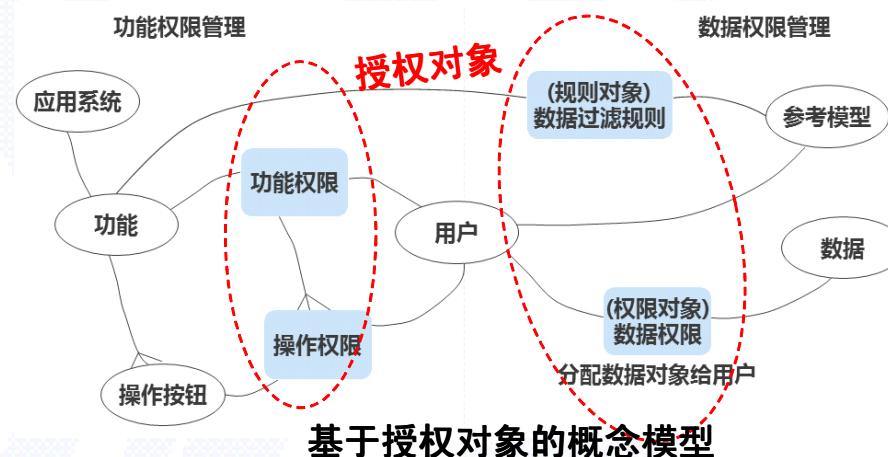 功能权限管理
数据权限管理
授权对象
应用系统
(规则对象)
数据过滤规则
参考模型
功能权限
功能
用户
数据
(权限对象)
数据权限
操作权限
分配数据对象给用户
操作按钮
基于授权对象的概念模型